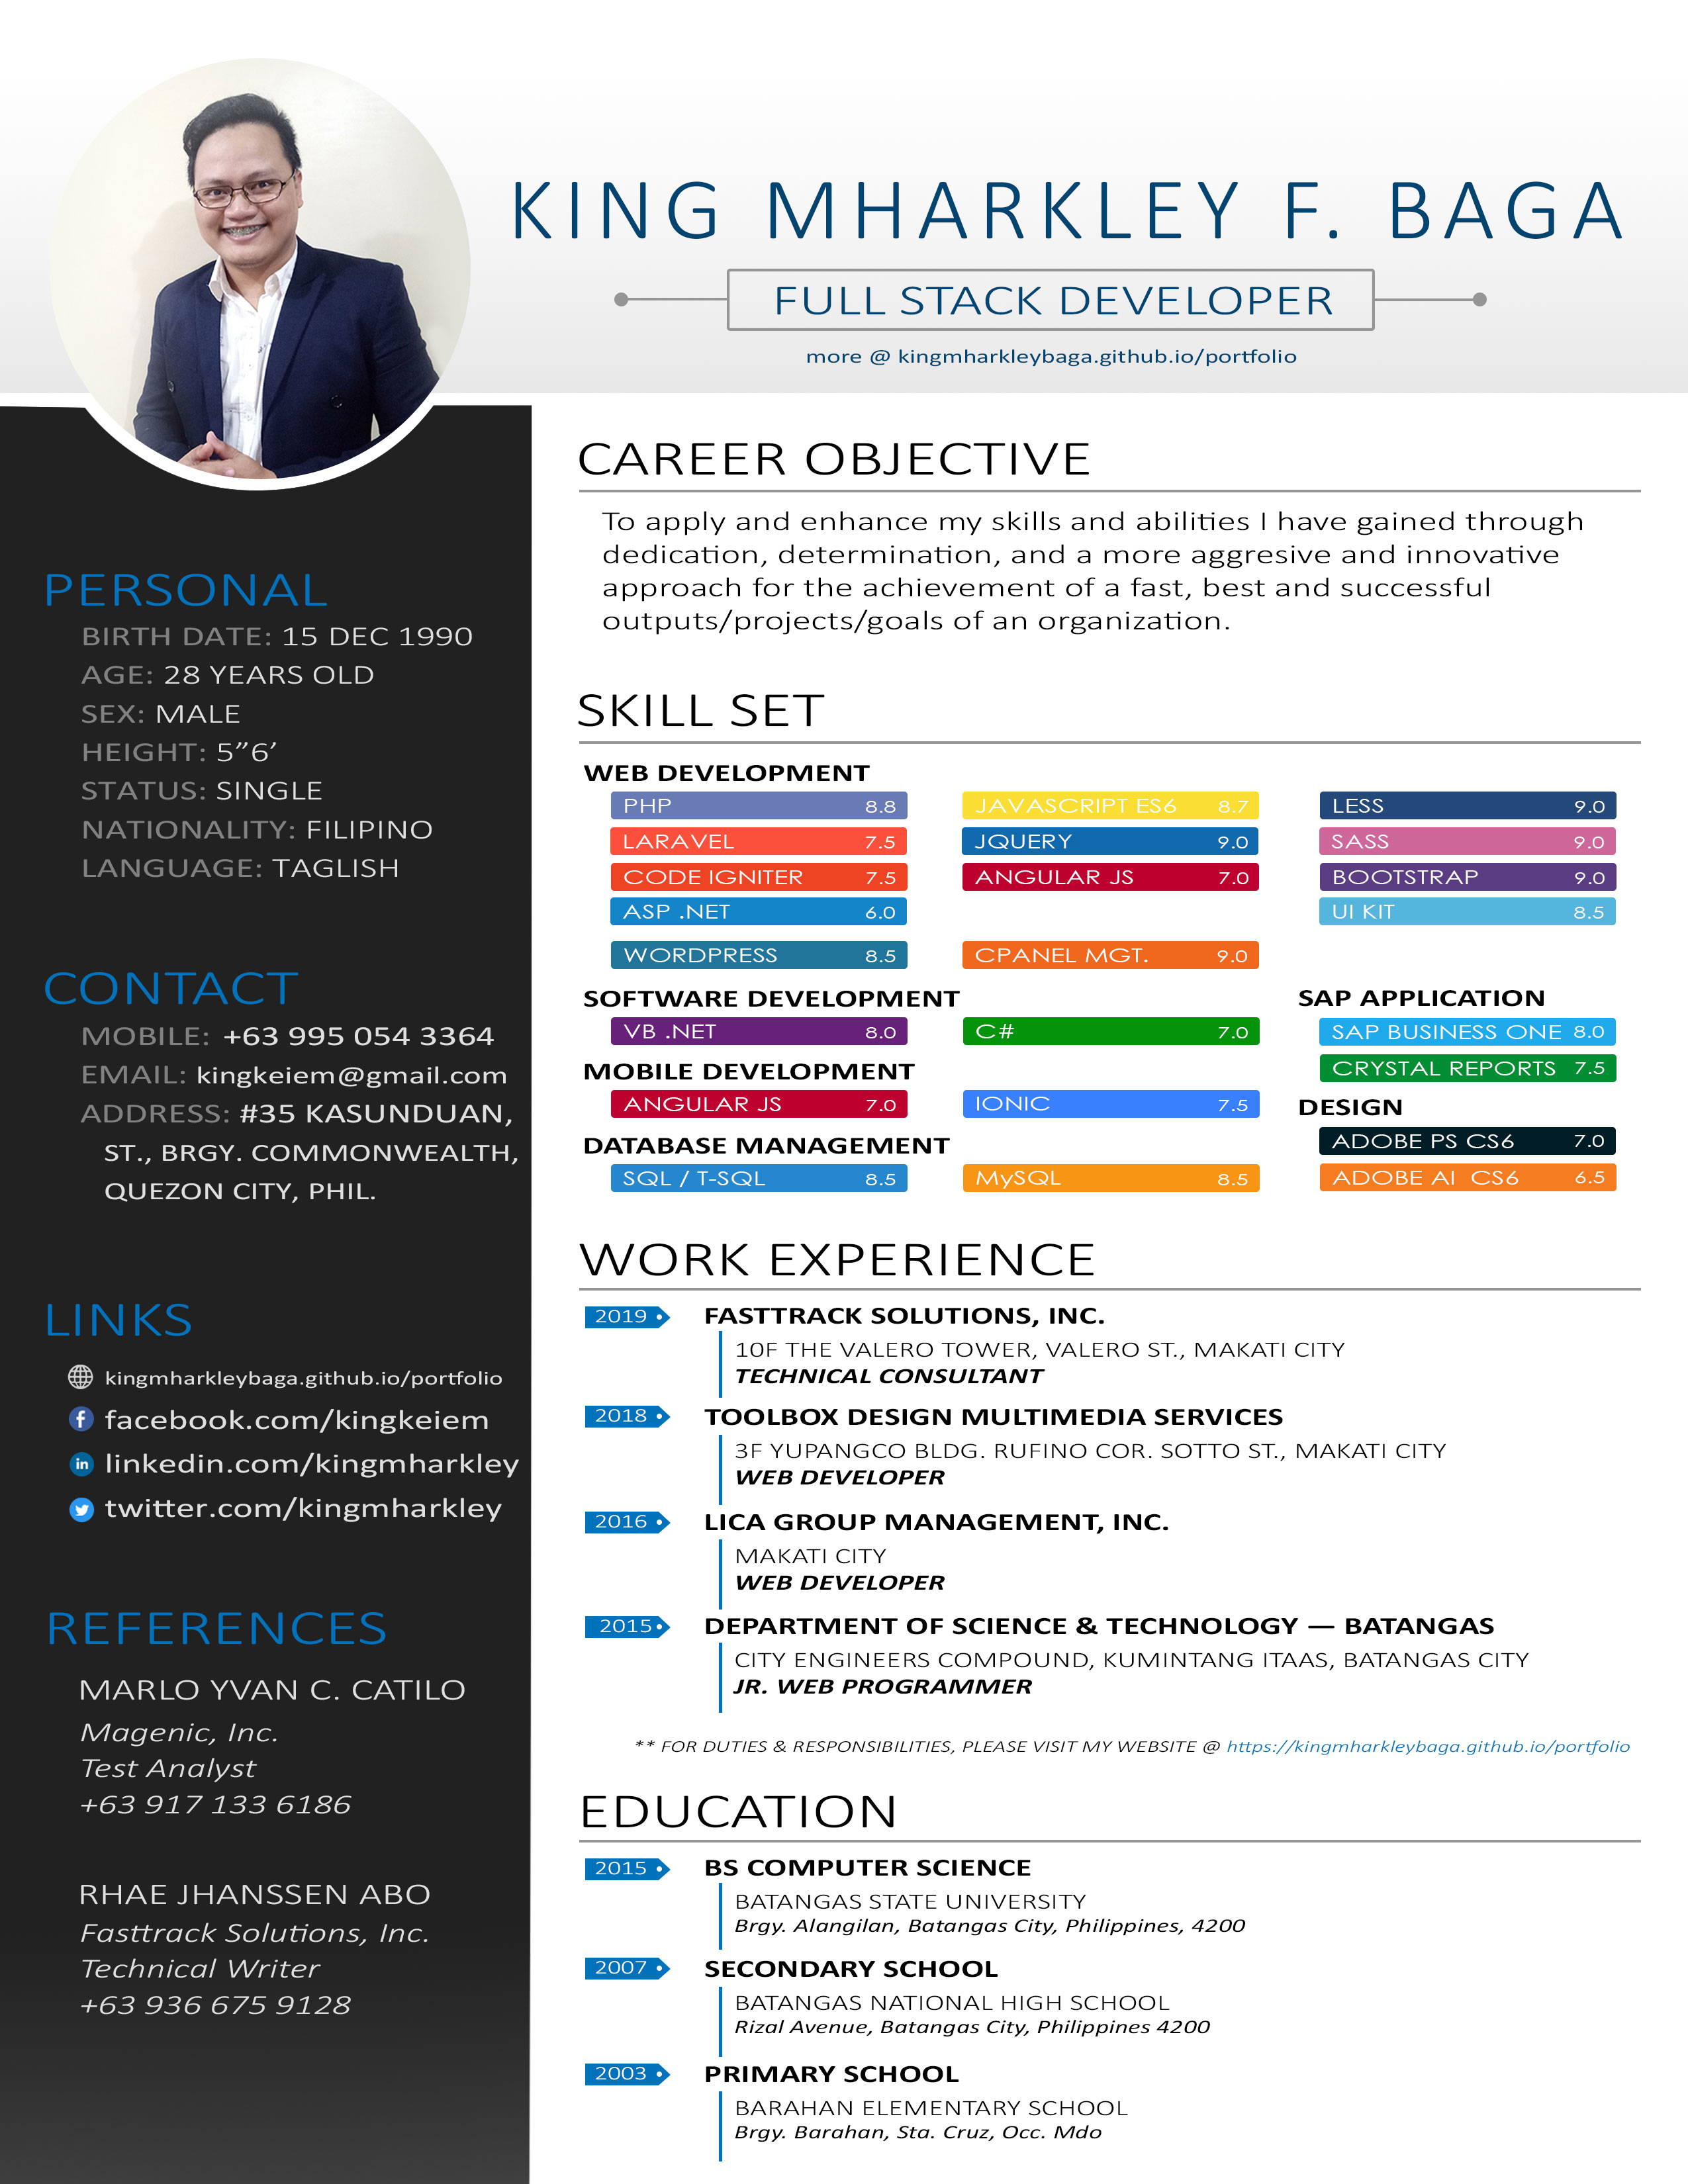 KING MHARKLEY F. BAGA
FULL STACK DEVELOPER
more @ kingmharkleybaga.github.io/portfolio
PERSONAL
BIRTH DATE: 15 DEC 1990
AGE: 28 YEARS OLD
SEX: MALE
HEIGHT: 5”6’
STATUS: SINGLE
NATIONALITY: FILIPINO
LANGUAGE: TAGLISH
CONTACT
MOBILE: +63 995 054 3364
EMAIL: kingkeiem@gmail.com
ADDRESS: #35 KASUNDUAN,
ST., BRGY. COMMONWEALTH,
QUEZON CITY, PHIL.
LINKS
kingmharkleybaga.github.io/portfolio
facebook.com/kingkeiem
linkedin.com/kingmharkley
twitter.com/kingmharkley
REFERENCES
MARLO YVAN C. CATILO
Magenic, Inc.
Test Analyst
+63 917 133 6186
RHAE JHANSSEN ABO
Fasttrack Solutions, Inc.
Technical Writer
+63 936 675 9128
CAREER OBJECTIVE
To apply and enhance my skills and abilities I have gained through
dedication, determination, and a more aggresive and innovative
approach for the achievement of a fast, best and successful
outputs/projects/goals of an organization.
SKILL SET
WEB DEVELOPMENT
PHP 8.8
LARAVEL 7.5
CODE IGNITER 7.5
ASP .NET 6.0
WORDPRESS 8.5
JAVASCRIPT ES6 8.7
JQUERY 9.0
ANGULAR JS 7.0
CPANEL MGT. 9.0
LESS 9.0
SASS 9.0
BOOTSTRAP 9.0
UI KIT 8.5
SOFTWARE DEVELOPMENT
VB .NET 8.0
C# 7.0
MOBILE DEVELOPMENT
ANGULAR JS 7.0
IONIC 7.5
DATABASE MANAGEMENT
SQL / T-SQL 8.5
MySQL 8.5
SAP APPLICATION
SAP BUSINESS ONE 8.0
CRYSTAL REPORTS 7.5
DESIGN
ADOBE PS CS6 7.0
ADOBE AI CS6 6.5
WORK EXPERIENCE
2019 FASTTRACK SOLUTIONS, INC.
10F THE VALERO TOWER, VALERO ST., MAKATI CITY
TECHNICAL CONSULTANT
2018 TOOLBOX DESIGN MULTIMEDIA SERVICES
3F YUPANGCO BLDG. RUFINO COR. SOTTO ST., MAKATI CITY
WEB DEVELOPER
2016 LICA GROUP MANAGEMENT, INC.
MAKATI CITY
WEB DEVELOPER
2015 DEPARTMENT OF SCIENCE & TECHNOLOGY — BATANGAS
CITY ENGINEERS COMPOUND, KUMINTANG ITAAS, BATANGAS CITY
JR. WEB PROGRAMMER
** FOR DUTIES & RESPONSIBILITIES, PLEASE VISIT MY WEBSITE @ https://kingmharkleybaga.github.io/portfolio
EDUCATION
2015 BS COMPUTER SCIENCE
BATANGAS STATE UNIVERSITY
Brgy. Alangilan, Batangas City, Philippines, 4200
2007 SECONDARY SCHOOL
BATANGAS NATIONAL HIGH SCHOOL
Rizal Avenue, Batangas City, Philippines 4200
2003 PRIMARY SCHOOL
BARAHAN ELEMENTARY SCHOOL
Brgy. Barahan, Sta. Cruz, Occ. Mdo